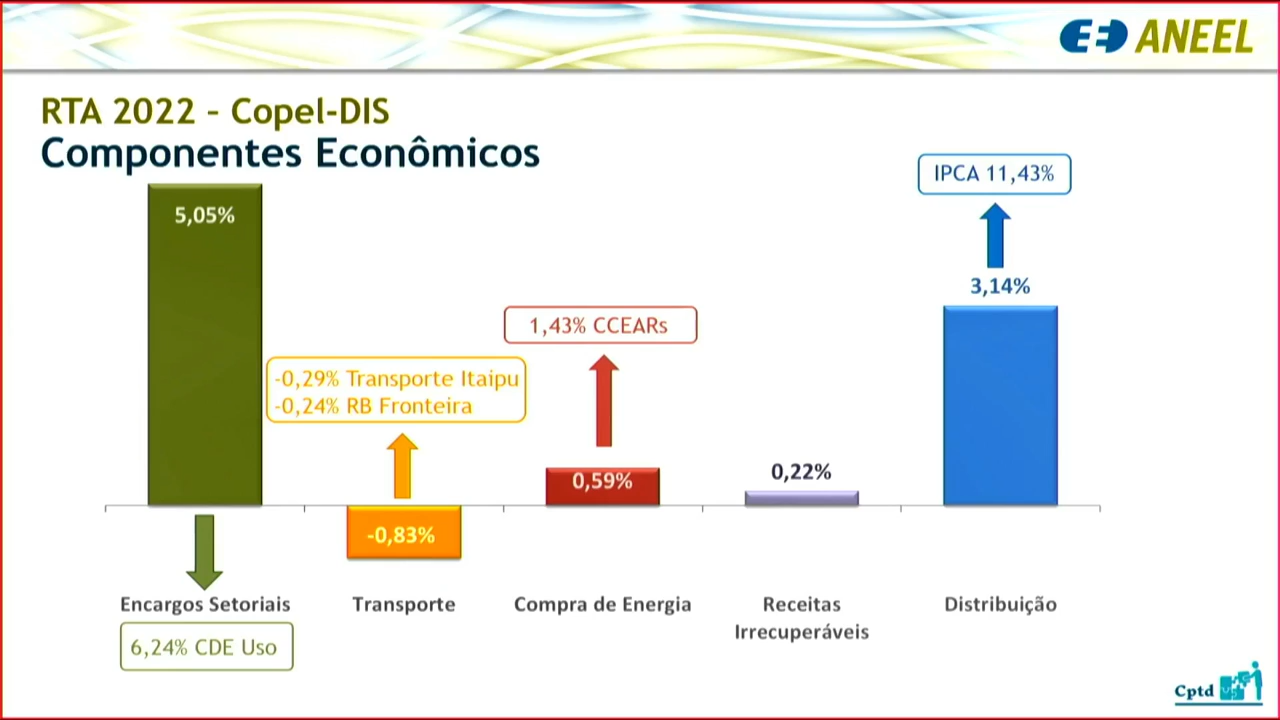 ANEEL
RTA 2022 – Copel-DIS
Componentes Econômicos
5,05%
IPCA 11,43%
3,14%
1,43% CCEARs
-0,29% Transporte Itaipu
-0,24% RB Fronteira
0,59%
0,22%
-0,83%
Encargos Setoriais
Transporte
Compra de Energia
Receitas
Irrecuperáveis
Distribuição
6,24% CDE Uso
Cptd